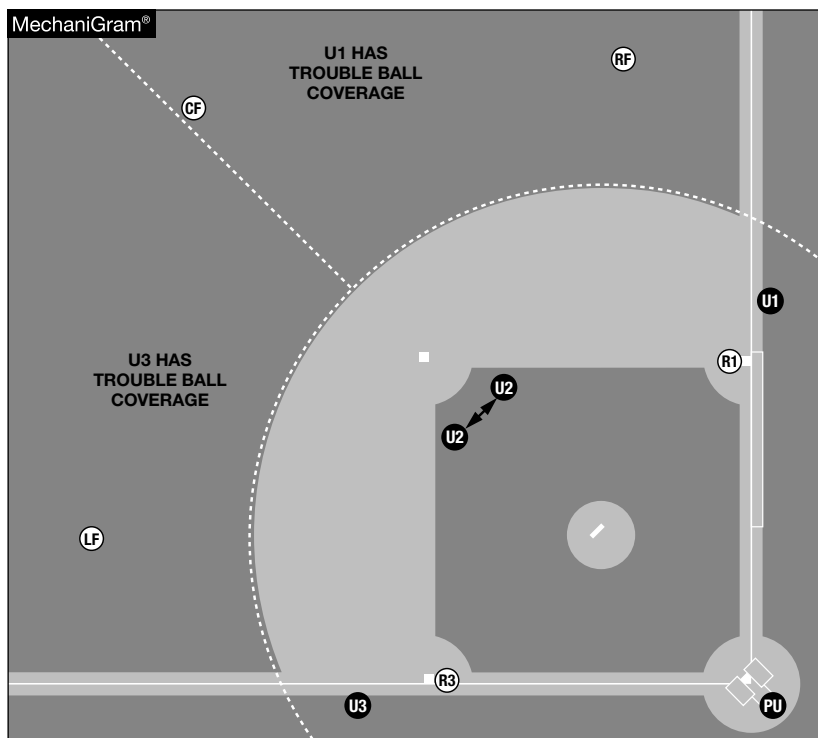 MechaniGram®
U1 HAS
TROUBLE BALL
COVERAGE
RF
CF
U1
U3 HAS
TROUBLE BALL
COVERAGE
R1
U2
U2
LF
R3
U3
PU